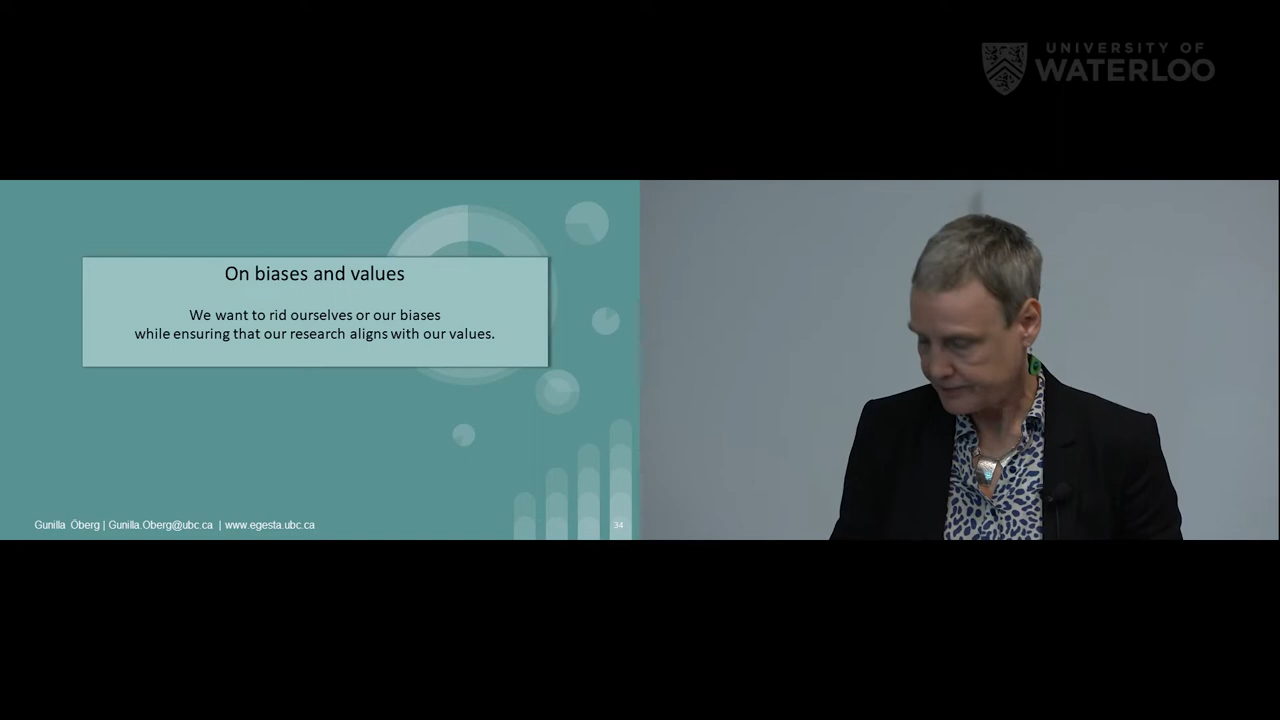 UNIVERSITY OF
WATERLOO
On biases and values
We want to rid ourselves or our biases
while ensuring that our research aligns with our values.
Gunilla Öberg | Gunilla.Oberg@ubc.ca | www.egesta.ubc.ca
34